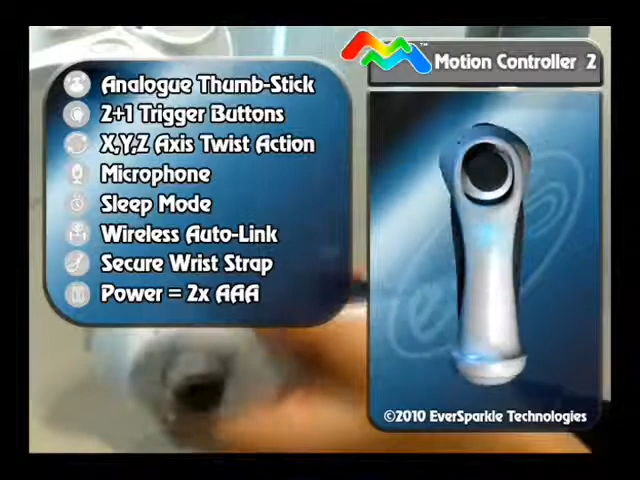 Motion Controller 2
Analogue Thumb-Stick
2+1 Trigger Buttons
X,Y,Z Axis Twist Action
Microphone
Sleep Mode
Wireless Auto-Link
Secure Wrist Strap
Power = 2x AAA
©2010 EverSparkle Technologies